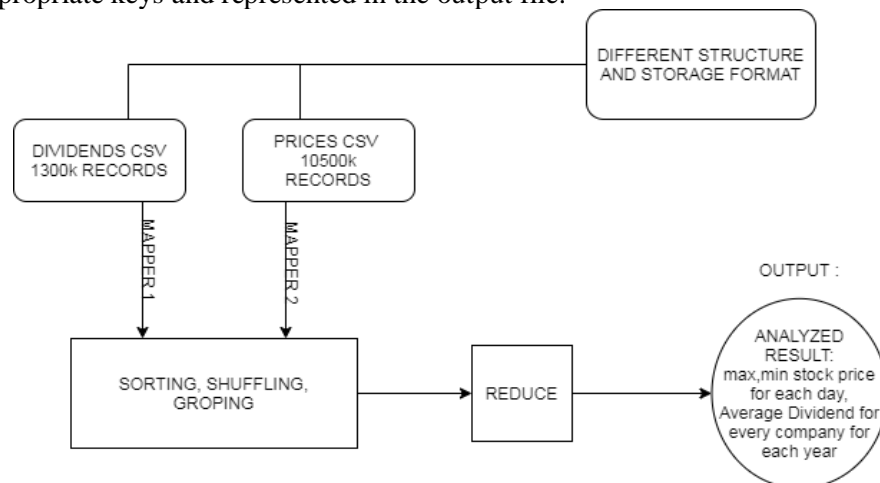 propriate keys and represented in the output file.
DIFFERENT STRUCTURE
AND STORAGE FORMAT
DIVIDENDS CSV
1300k RECORDS
PRICES CSV
10500k
RECORDS
MAPPER 1
MAPPER 2
OUTPUT :
SORTING, SHUFFLING,
GROPING
REDUCE
ANALYZED
RESULT:
max,min stock price
for each day,
Average Dividend for
every company for
each year